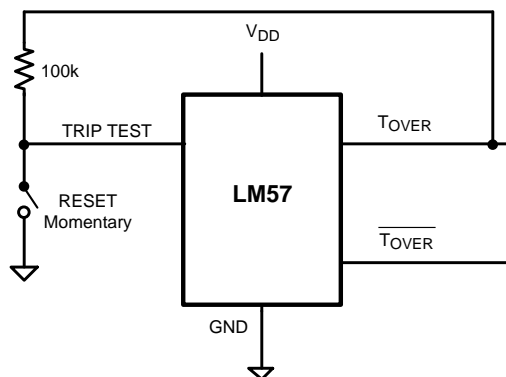 VDD
100k
TRIP TEST
TOVER
LM57
RESET
Momentary
TOVER
GND